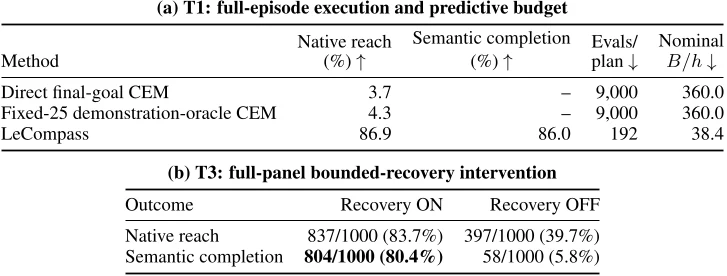 (a) T1: full-episode execution and predictive budget
Native reach Semantic completion Evals/ Nominal
Method (%) ↑ (%) ↑ plan ↓ B/h ↓
Direct final-goal CEM 3.7 – 9,000 360.0
Fixed-25 demonstration-oracle CEM 4.3 – 9,000 360.0
LeCompass 86.9 86.0 192 38.4
(b) T3: full-panel bounded-recovery intervention
Outcome Recovery ON Recovery OFF
Native reach 837/1000 (83.7%) 397/1000 (39.7%)
Semantic completion 804/1000 (80.4%) 58/1000 (5.8%)